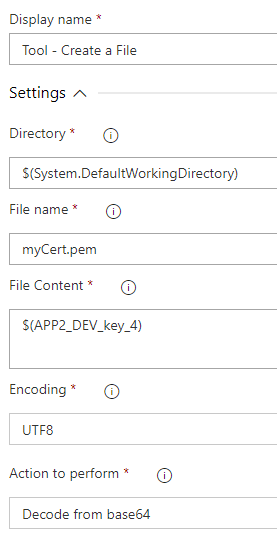 Display name *
Tool - Create a File
Settings
Directory *
$(System.DefaultWorkingDirectory)
File name *
myCert.pem
File Content *
$(APP2_DEV_key_4)
Encoding *
UTF8
Action to perform *
Decode from base64